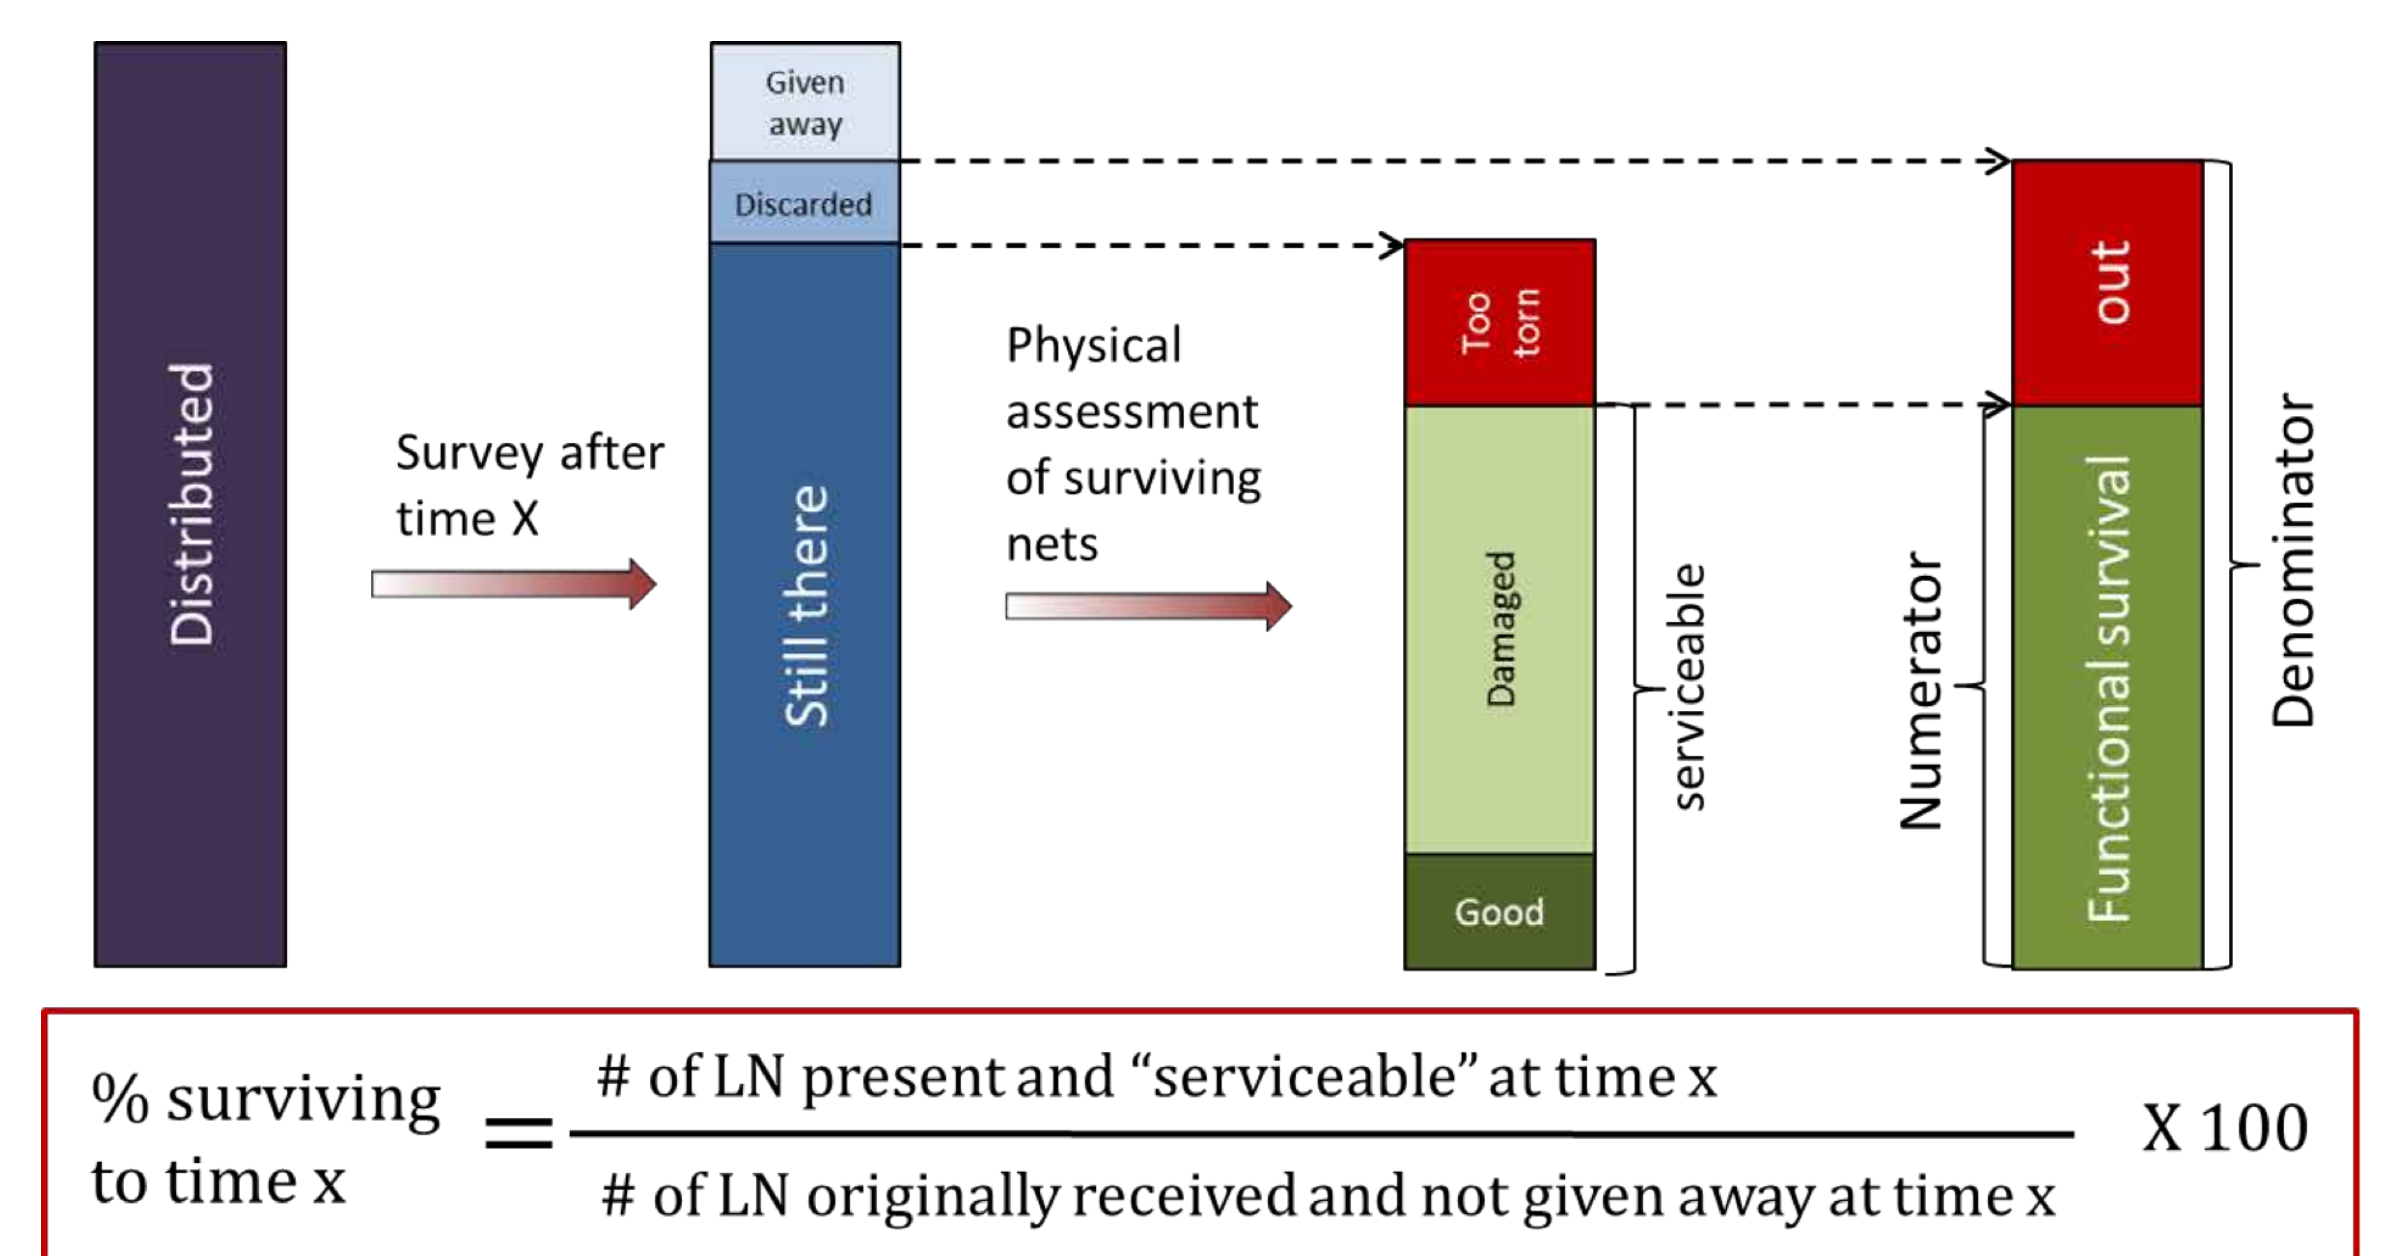 Distributed
Survey after
time X
Given
away
Discarded
Still there
Physical
assessment
of surviving
nets
Too
torn
Damaged
Good
serviceable
Numerator
out
Functional survival
Denominator
% surviving
to time x
=
# of LN present and “serviceable” at time x
# of LN originally received and not given away at time x
X 100